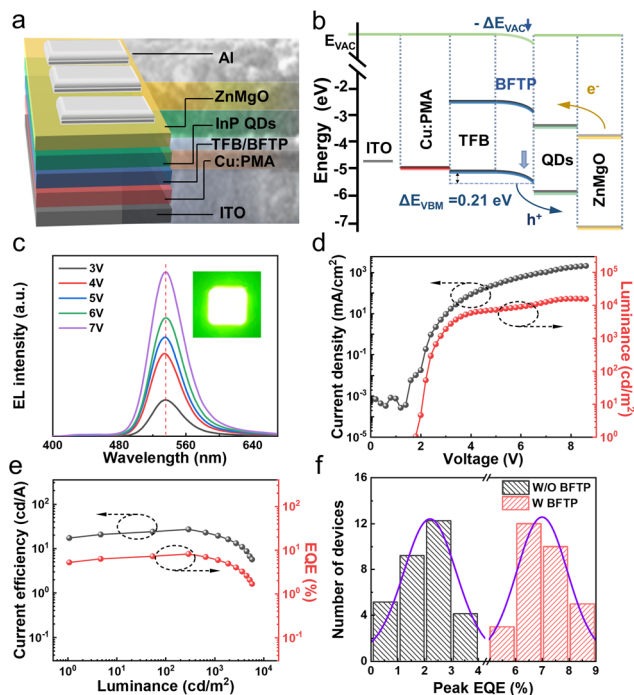 a
Al
ZnMgO
InP QDs
TFB/BFTP
Cu:PMA
ITO
b
E_VAC
- ΔE_VAC
BFTP
e⁻
Energy (eV)
-2
-3
-4
-5
-6
-7
ITO
Cu:PMA
TFB
QDs
ZnMgO
ΔE_VBM =0.21 eV
h⁺
c
EL intensity (a.u.)
3V
4V
5V
6V
7V
400 480 560 640
Wavelength (nm)
d
Current density (mA/cm²)
10³
10¹
10⁻¹
10⁻³
10⁻⁵
0 2 4 6 8
Voltage (V)
10⁵
10⁴
10³
10²
10¹
10⁰
Luminance (cd/m²)
e
Current efficiency (cd/A)
10²
10¹
10⁰
10⁻¹
10⁰ 10¹ 10² 10³ 10⁴
Luminance (cd/m²)
10²
10¹
10⁰
10⁻¹
EQE (%)
f
Number of devices
16
12
8
4
0
W/O BFTP
W BFTP
0 1 2 3 4 6 7 8 9
Peak EQE (%)